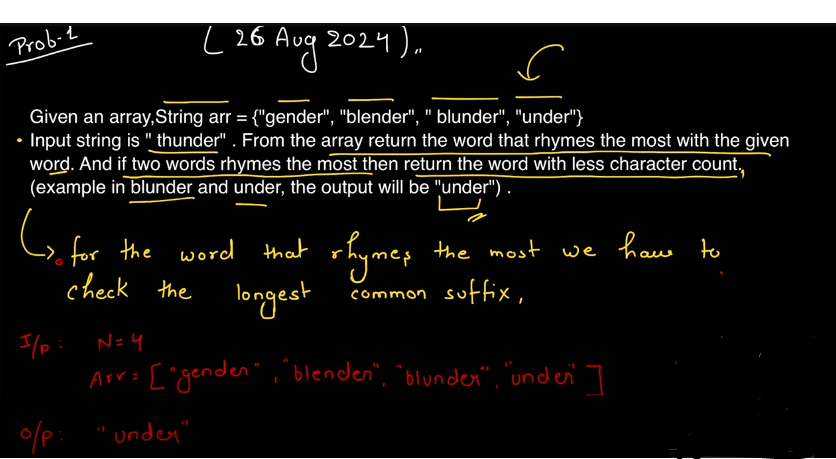 Prob-1
( 26 Aug 2024 ) ,,
Given an array,String arr = {"gender", "blender", " blunder", "under"}
• Input string is " thunder" . From the array return the word that rhymes the most with the given
word. And if two words rhymes the most then return the word with less character count.,
(example in blunder and under, the output will be "under") .
for the word that rhymes the most we have to
check the longest common suffix,
I/p : N=4
Arr = [ "gender" , "blender", "blunder", "under" ]
O/p: "under"